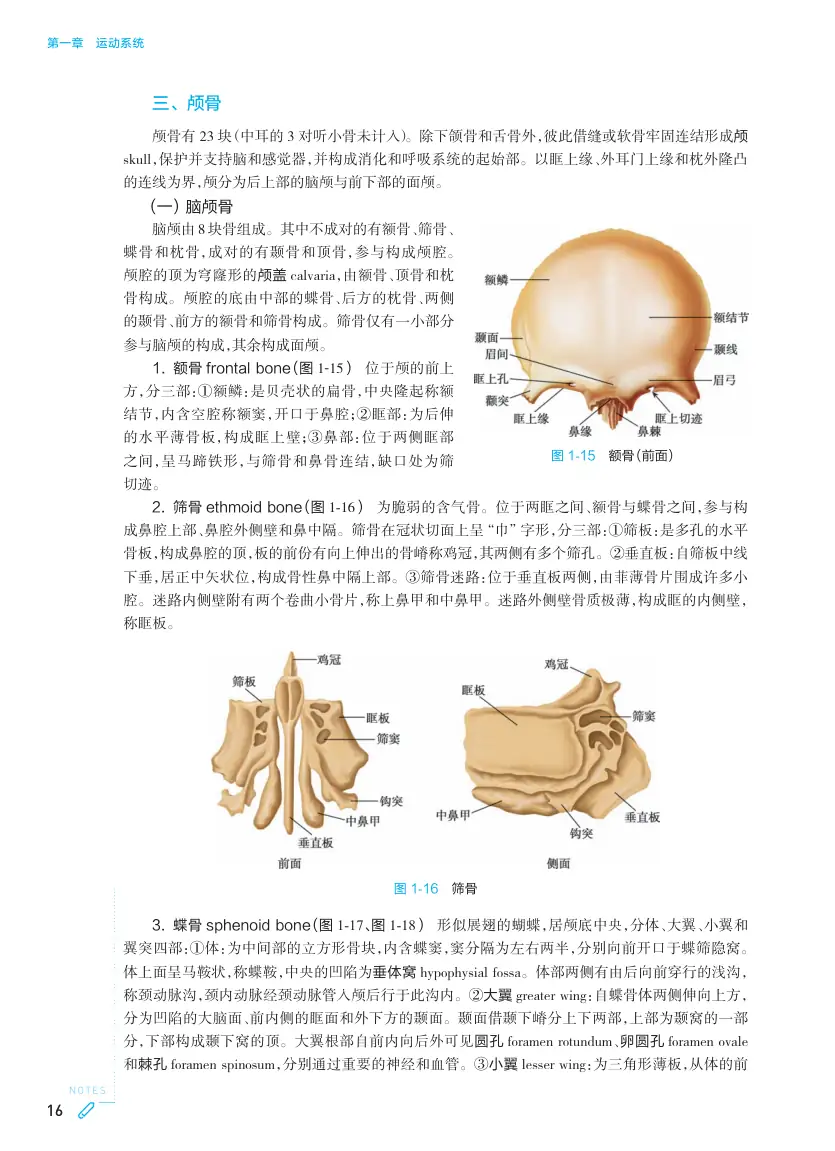 第一章　运动系统
三、颅骨
颅骨有 23 块（中耳的 3 对听小骨未计入）。除下颌骨和舌骨外，彼此借缝或软骨牢固连结形成颅
skull，保护并支持脑和感觉器，并构成消化和呼吸系统的起始部。以眶上缘、外耳门上缘和枕外隆凸
的连线为界，颅分为后上部的脑颅与前下部的面颅。
（一）脑颅骨
脑颅由 8 块骨组成。其中不成对的有额骨、筛骨、
蝶骨和枕骨，成对的有颞骨和顶骨，参与构成颅腔。
颅腔的顶为穹窿形的颅盖 calvaria，由额骨、顶骨和枕
骨构成。颅腔的底由中部的蝶骨、后方的枕骨、两侧
的颞骨、前方的额骨和筛骨构成。筛骨仅有一小部分
参与脑颅的构成，其余构成面颅。
1. 额骨 frontal bone（图 1-15）　位于颅的前上
方，分三部：①额鳞：是贝壳状的扁骨，中央隆起称额
结节，内含空腔称额窦，开口于鼻腔；②眶部：为后伸
的水平薄骨板，构成眶上壁；③鼻部：位于两侧眶部
之间，呈马蹄铁形，与筛骨和鼻骨连结，缺口处为筛
切迹。
额鳞
额结节
颞面
颞线
眉间
眶上孔
眉弓
颧突
眶上缘
眶上切迹
鼻缘
鼻棘
图 1-15　额骨（前面）
2. 筛骨 ethmoid bone（图 1-16）　为脆弱的含气骨。位于两眶之间、额骨与蝶骨之间，参与构
成鼻腔上部、鼻腔外侧壁和鼻中隔。筛骨在冠状切面上呈“巾”字形，分三部：①筛板：是多孔的水平
骨板，构成鼻腔的顶，板的前份有向上伸出的骨嵴称鸡冠，其两侧有多个筛孔。②垂直板：自筛板中线
下垂，居正中矢状位，构成骨性鼻中隔上部。③筛骨迷路：位于垂直板两侧，由菲薄骨片围成许多小
腔。迷路内侧壁附有两个卷曲小骨片，称上鼻甲和中鼻甲。迷路外侧壁骨质极薄，构成眶的内侧壁，
称眶板。
鸡冠
筛板
眶板
筛窦
钩突
中鼻甲
垂直板
前面
鸡冠
眶板
筛窦
中鼻甲
垂直板
钩突
侧面
图 1-16　筛骨
3. 蝶骨 sphenoid bone（图 1-17、图 1-18）　形似展翅的蝴蝶，居颅底中央，分体、大翼、小翼和
翼突四部：①体：为中间部的立方形骨块，内含蝶窦，窦分隔为左右两半，分别向前开口于蝶筛隐窝。
体上面呈马鞍状，称蝶鞍，中央的凹陷为垂体窝 hypophysial fossa。体部两侧有由后向前穿行的浅沟，
称颈动脉沟，颈内动脉经颈动脉管入颅后行于此沟内。②大翼 greater wing：自蝶骨体两侧伸向上方，
分为凹陷的大脑面、前内侧的眶面和外下方的颞面。颞面借颞下嵴分上下两部，上部为颞窝的一部
分，下部构成颞下窝的顶。大翼根部自前内向后外可见圆孔 foramen rotundum、卵圆孔 foramen ovale
和棘孔 foramen spinosum，分别通过重要的神经和血管。③小翼 lesser wing：为三角形薄板，从体的前
NOTES
16